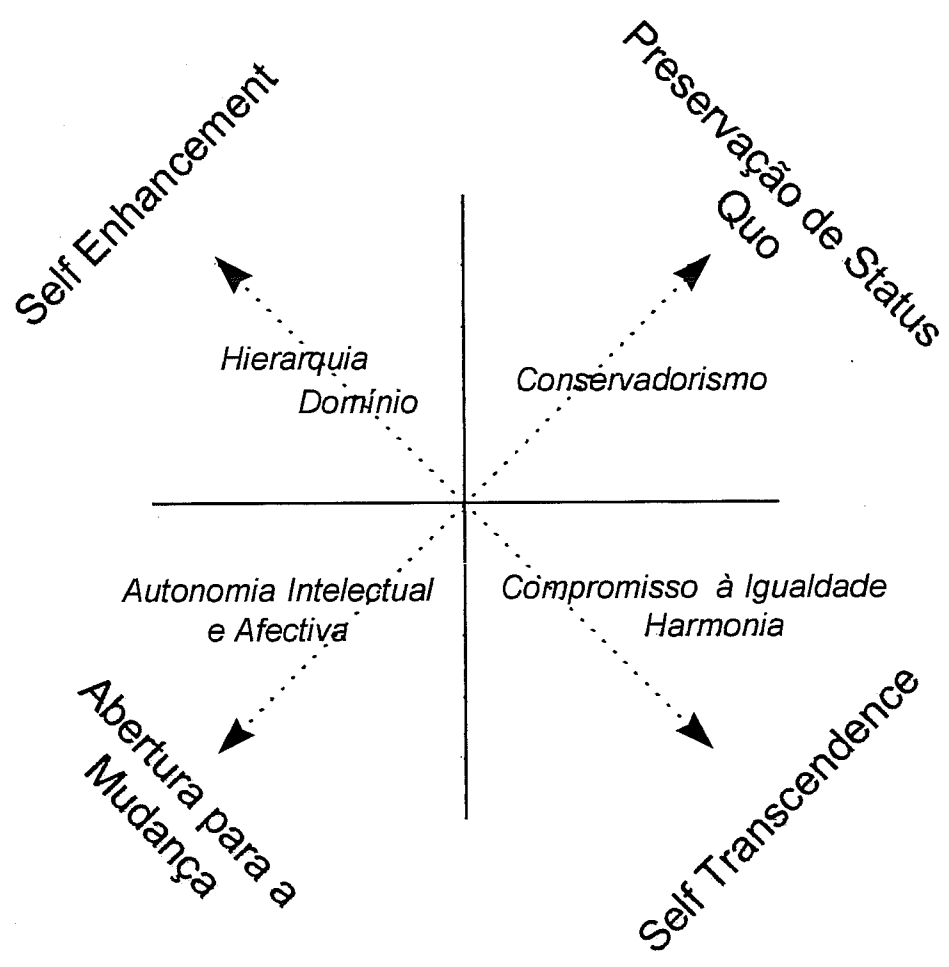 Self Enhancement
Preservação de Status
Quo
Hierarquia
Domínio
Conservadorismo
Autonomia Intelectual
e Afectiva
Compromisso à Igualdade
Harmonia
Abertura para a
Mudança
Self Transcendence